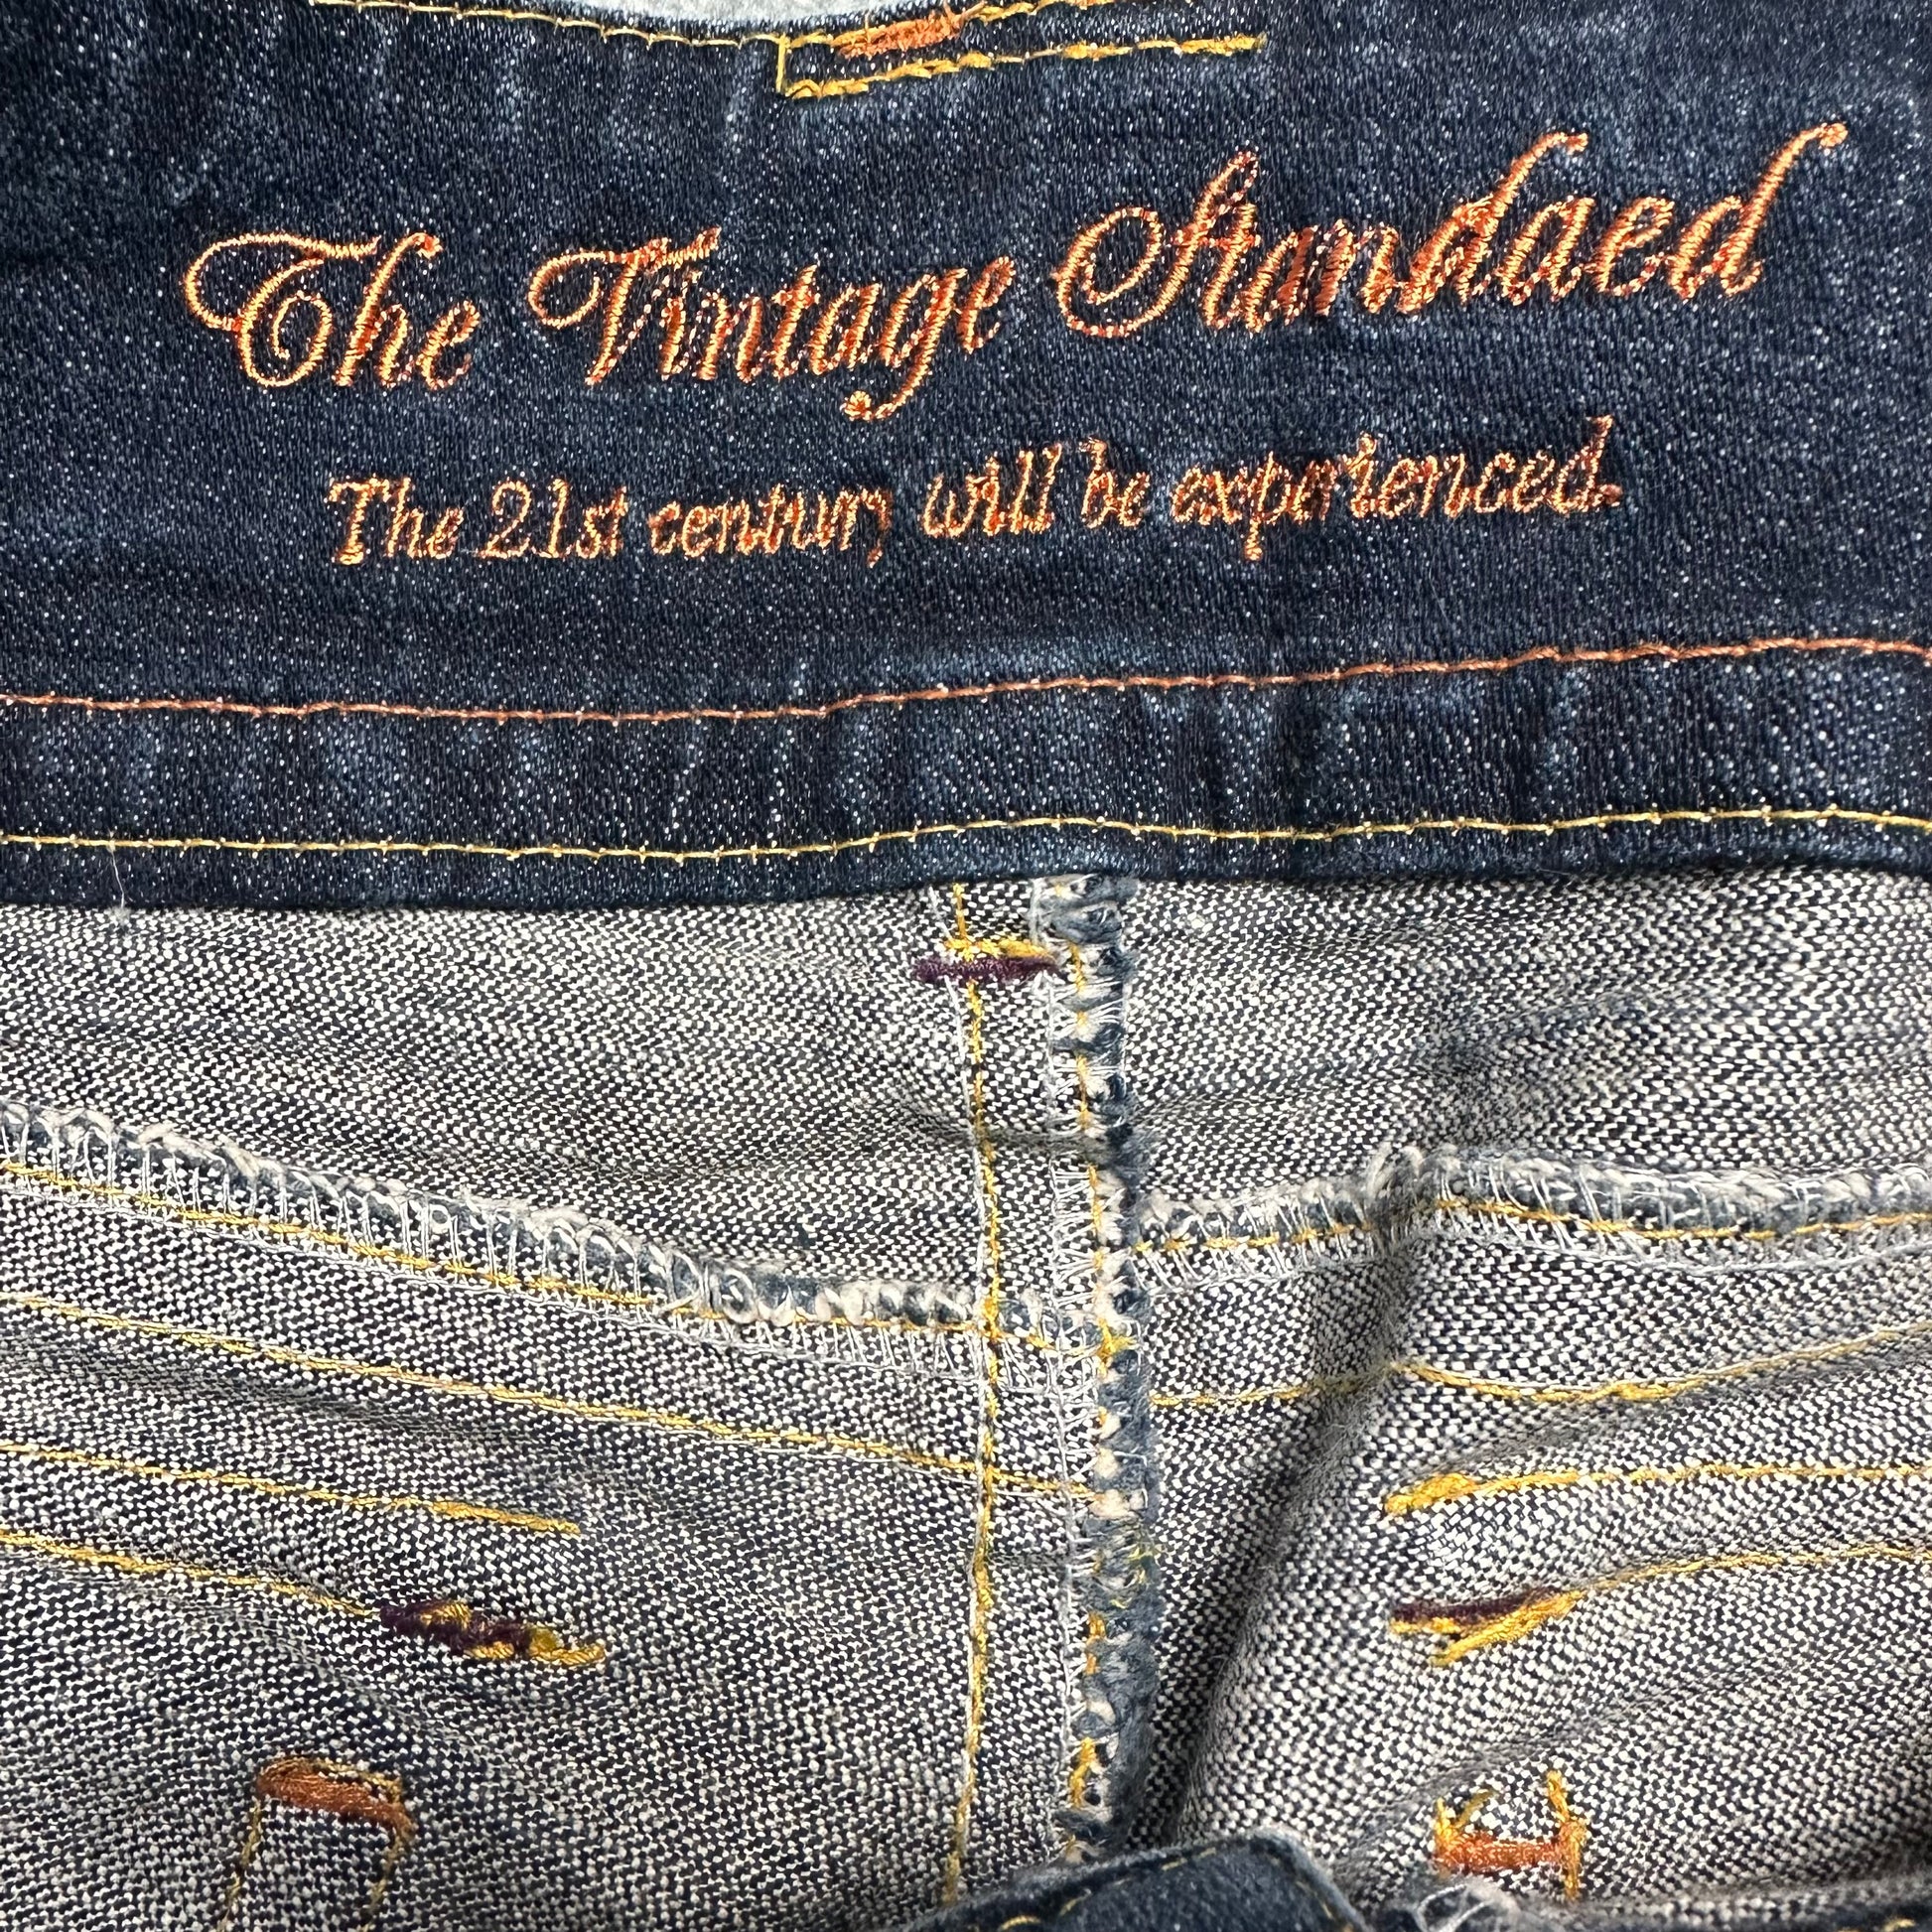 The Vintage Standaed
The 21st century will be experienced.